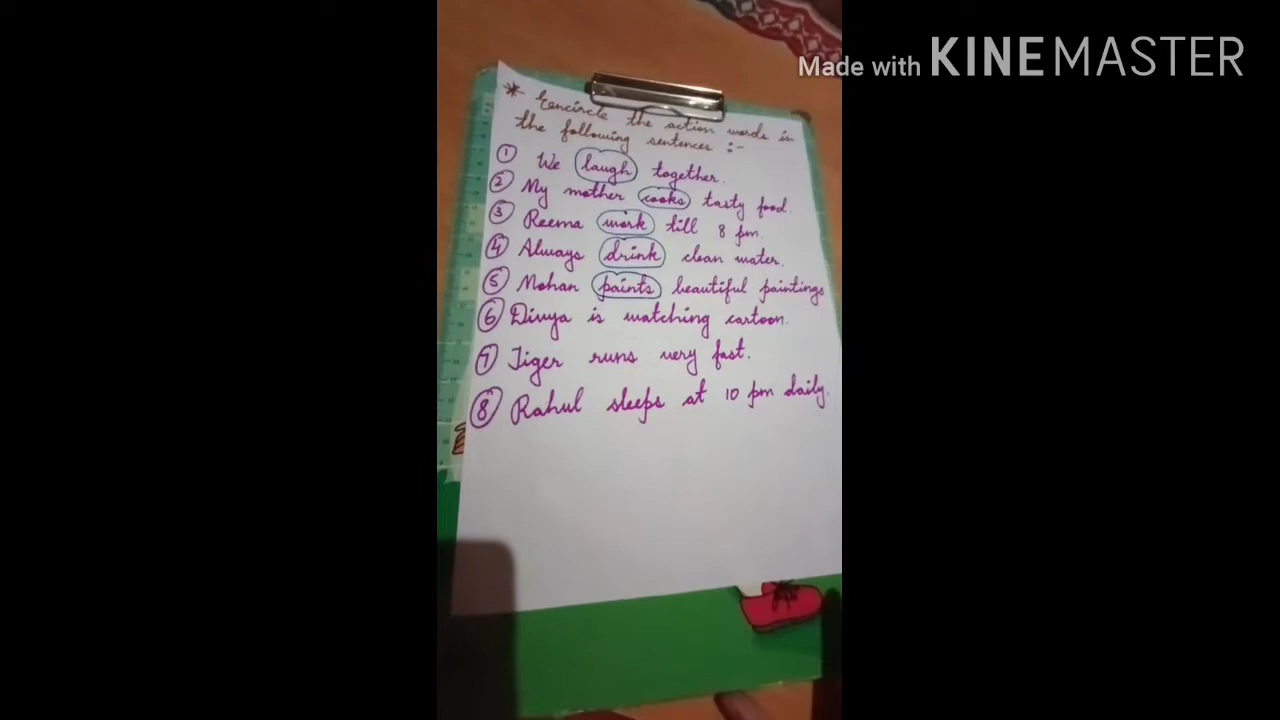 Made with KINEMASTER
* Eencircle the action words in
the following sentences :-
① We laugh together.
② My mother cooks tasty food.
③ Reema work till 8 pm.
④ Always drink clean water.
⑤ Mohan paints beautiful paintings
⑥ Divya is watching cartoon.
⑦ Tiger runs very fast.
⑧ Rahul sleeps at 10 pm daily.